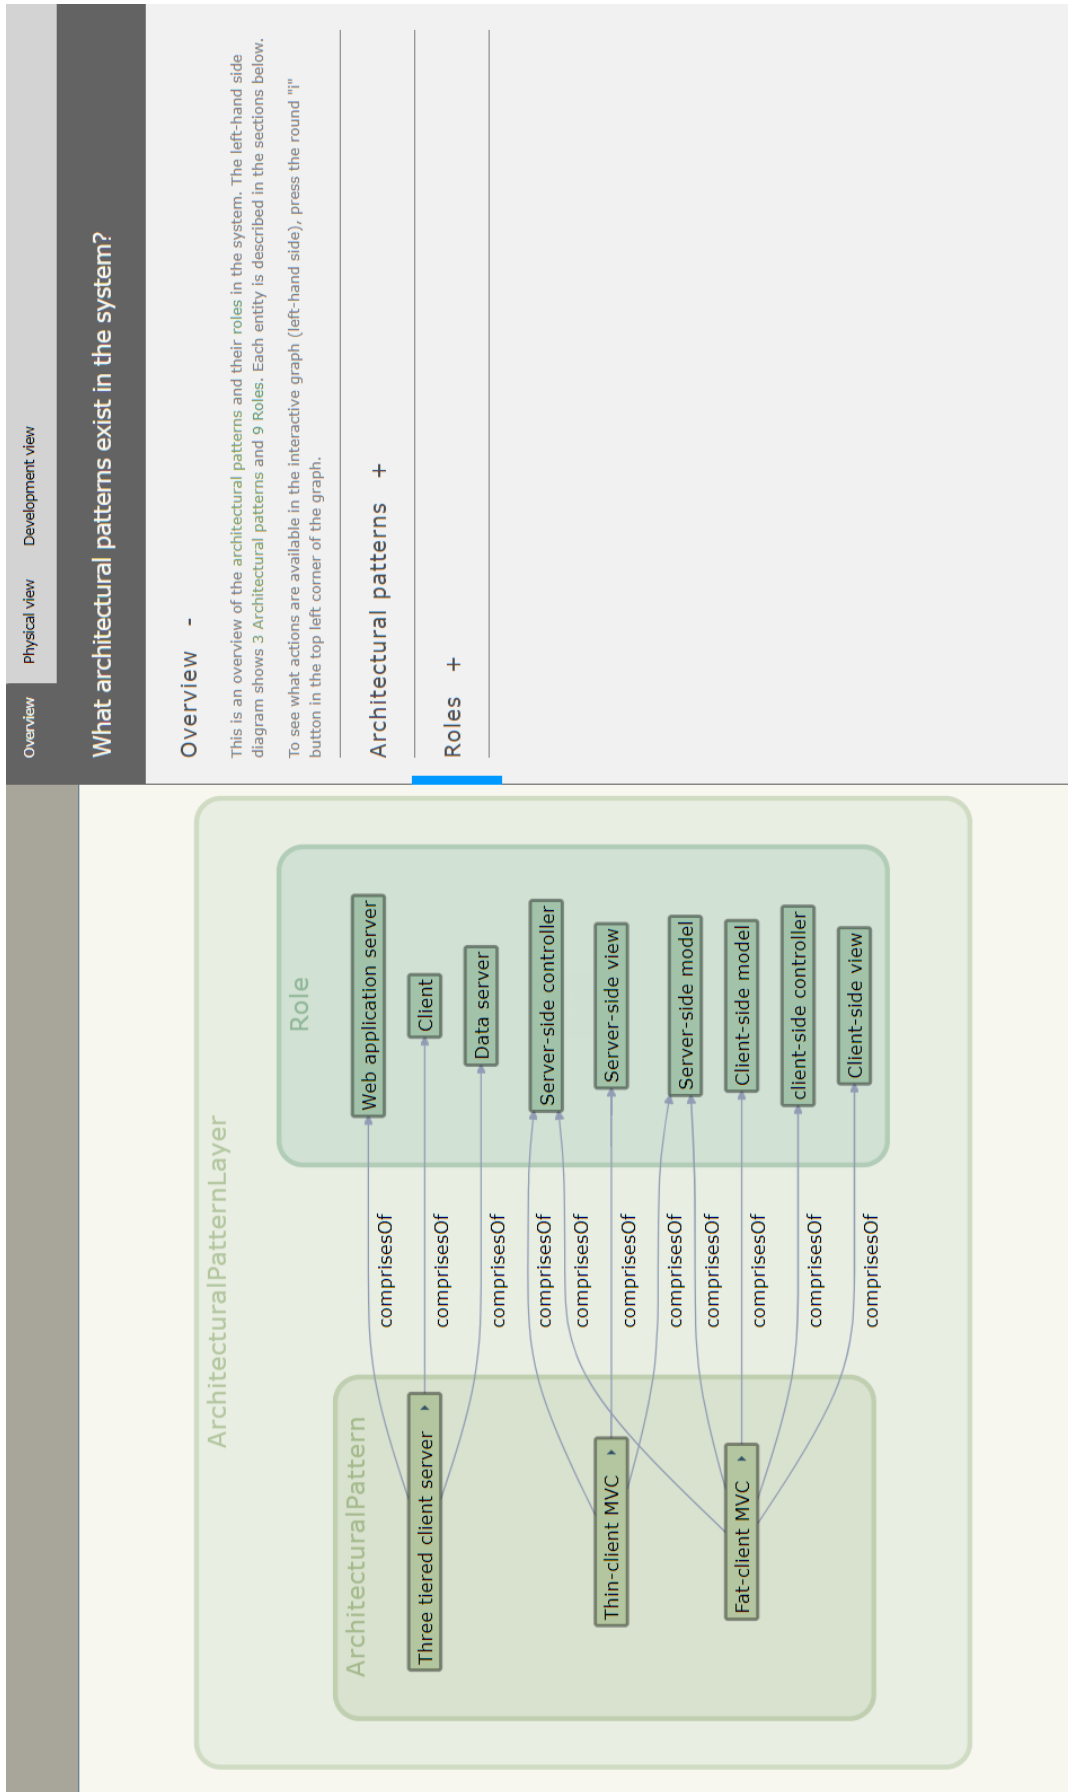 Overview
Physical view
Development view
What architectural patterns exist in the system?
Overview -
This is an overview of the architectural patterns and their roles in the system. The left-hand side
diagram shows 3 Architectural patterns and 9 Roles. Each entity is described in the sections below.
To see what actions are available in the interactive graph (left-hand side), press the round "i"
button in the top left corner of the graph.
Architectural patterns +
Roles +
ArchitecturalPatternLayer
ArchitecturalPattern
Three tiered client server
Thin-client MVC
Fat-client MVC
comprisesOf
comprisesOf
comprisesOf
comprisesOf
comprisesOf
comprisesOf
comprisesOf
comprisesOf
comprisesOf
comprisesOf
comprisesOf
Role
Web application server
Client
Data server
Server-side controller
Server-side view
Server-side model
Client-side model
client-side controller
Client-side view